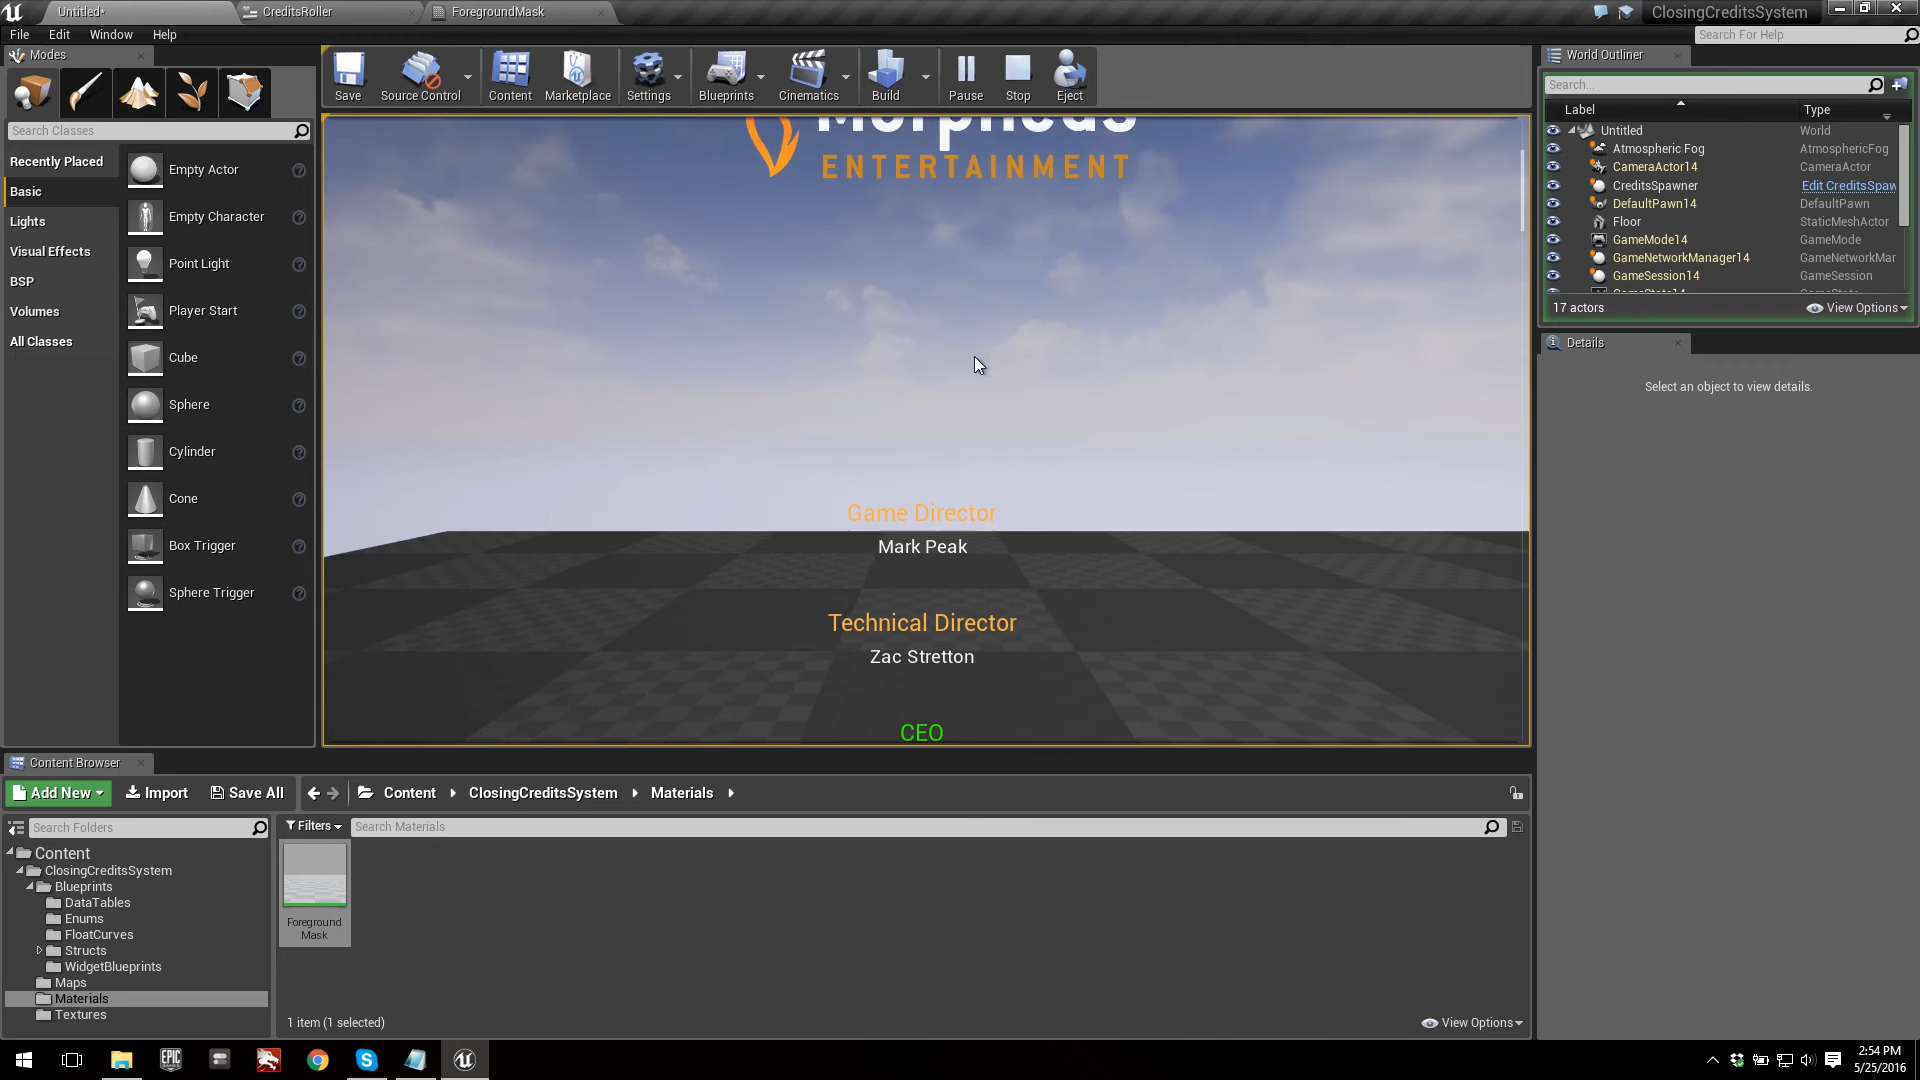 Untitled*
CreditsRoller
ForegroundMask
ClosingCreditsSystem
File Edit Window Help
Search For Help
Modes
Search Classes
Recently Placed
Basic
Lights
Visual Effects
BSP
Volumes
All Classes
Empty Actor
Empty Character
Point Light
Player Start
Cube
Sphere
Cylinder
Cone
Box Trigger
Sphere Trigger
Save
Source Control
Content
Marketplace
Settings
Blueprints
Cinematics
Build
Pause
Stop
Eject
Morpheus
ENTERTAINMENT
Game Director
Mark Peak
Technical Director
Zac Stretton
CEO
World Outliner
Search...
Label Type
Untitled World
Atmospheric Fog AtmosphericFog
CameraActor14 CameraActor
CreditsSpawner Edit CreditsSpaw
DefaultPawn14 DefaultPawn
Floor StaticMeshActor
GameMode14 GameMode
GameNetworkManager14 GameNetworkMar
GameSession14 GameSession
17 actors
View Options
Details
Select an object to view details.
Content Browser
Add New Import Save All Content ClosingCreditsSystem Materials
Search Folders
Filters
Search Materials
Content
ClosingCreditsSystem
Blueprints
DataTables
Enums
FloatCurves
Structs
WidgetBlueprints
Maps
Materials
Textures
Foreground
Mask
1 item (1 selected)
View Options
EPIC
2:54 PM
5/25/2016